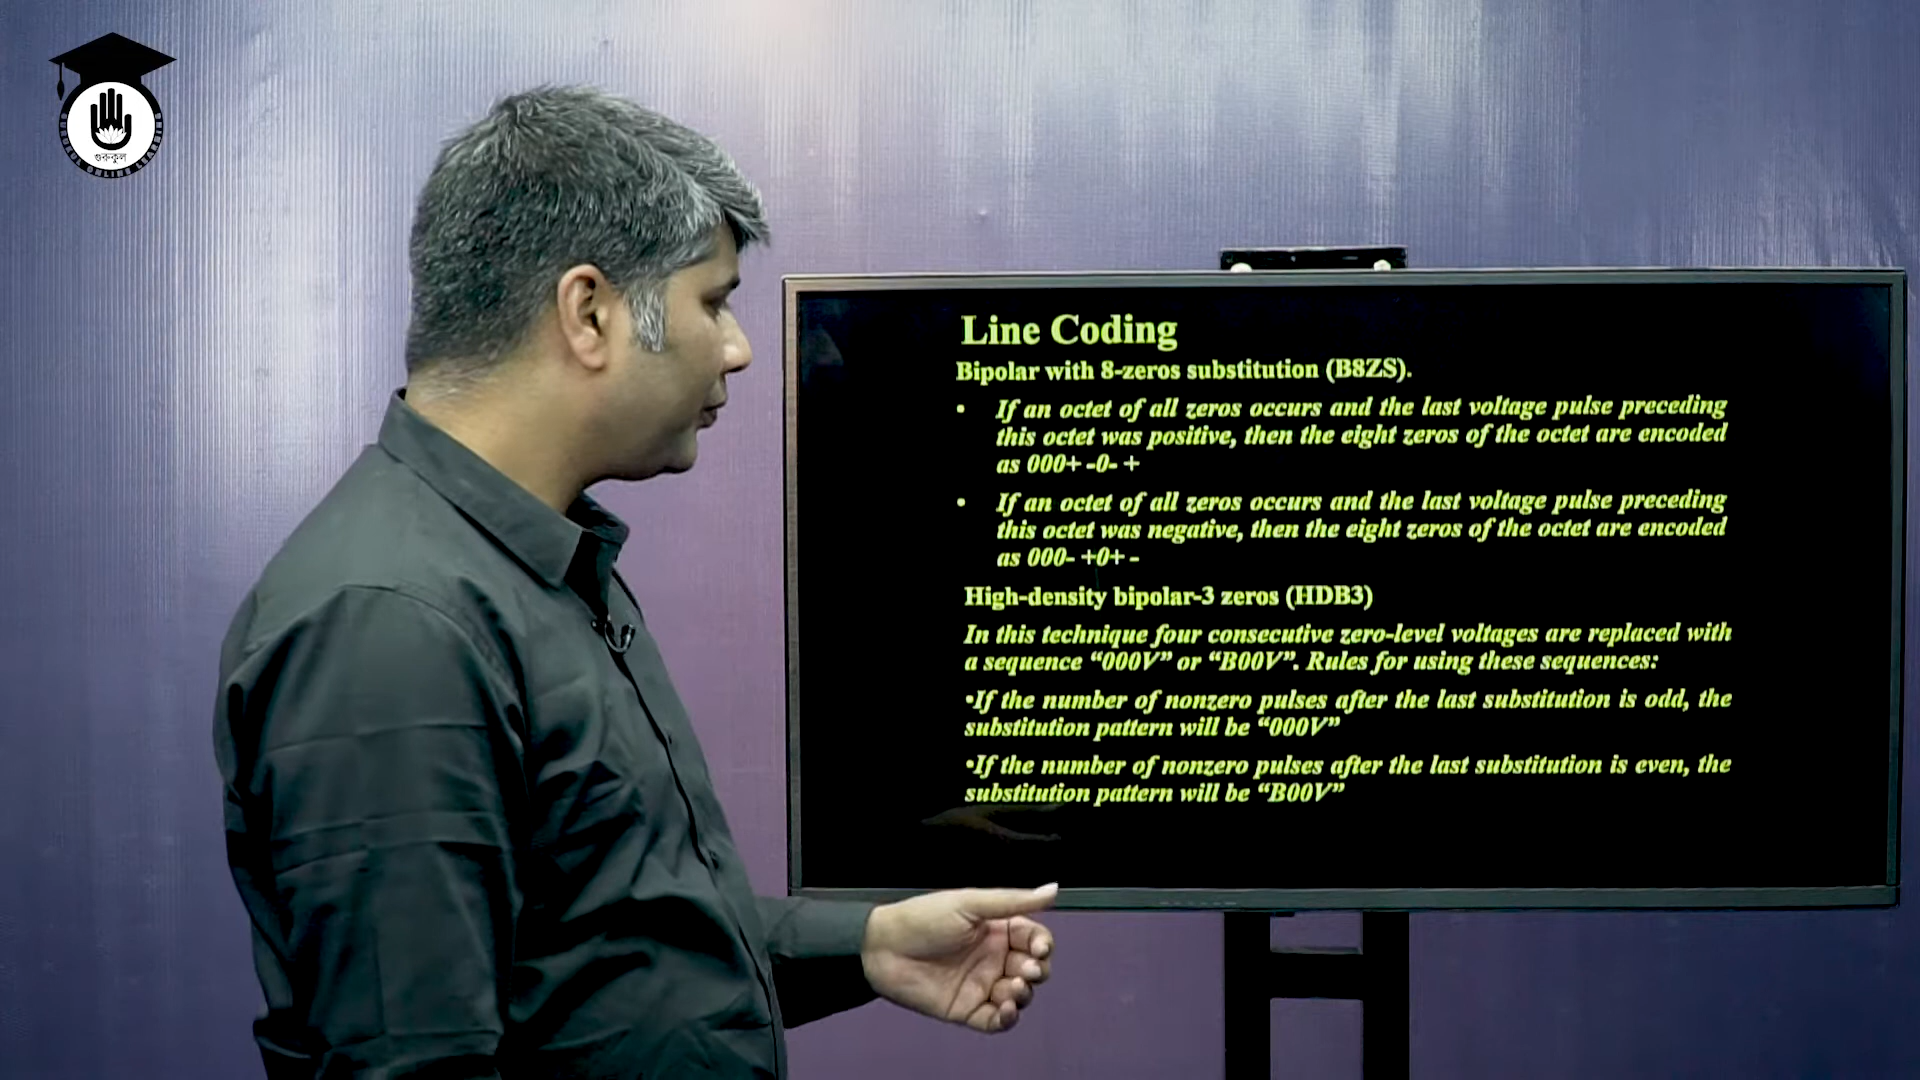 গুরুকুল
GURUKUL ONLINE LEARNING
Line Coding
Bipolar with 8-zeros substitution (B8ZS).
• If an octet of all zeros occurs and the last voltage pulse preceding
this octet was positive, then the eight zeros of the octet are encoded
as 000+ -0- +
• If an octet of all zeros occurs and the last voltage pulse preceding
this octet was negative, then the eight zeros of the octet are encoded
as 000- +0+ -
High-density bipolar-3 zeros (HDB3)
In this technique four consecutive zero-level voltages are replaced with
a sequence “000V” or “B00V”. Rules for using these sequences:
•If the number of nonzero pulses after the last substitution is odd, the
substitution pattern will be “000V”
•If the number of nonzero pulses after the last substitution is even, the
substitution pattern will be “B00V”